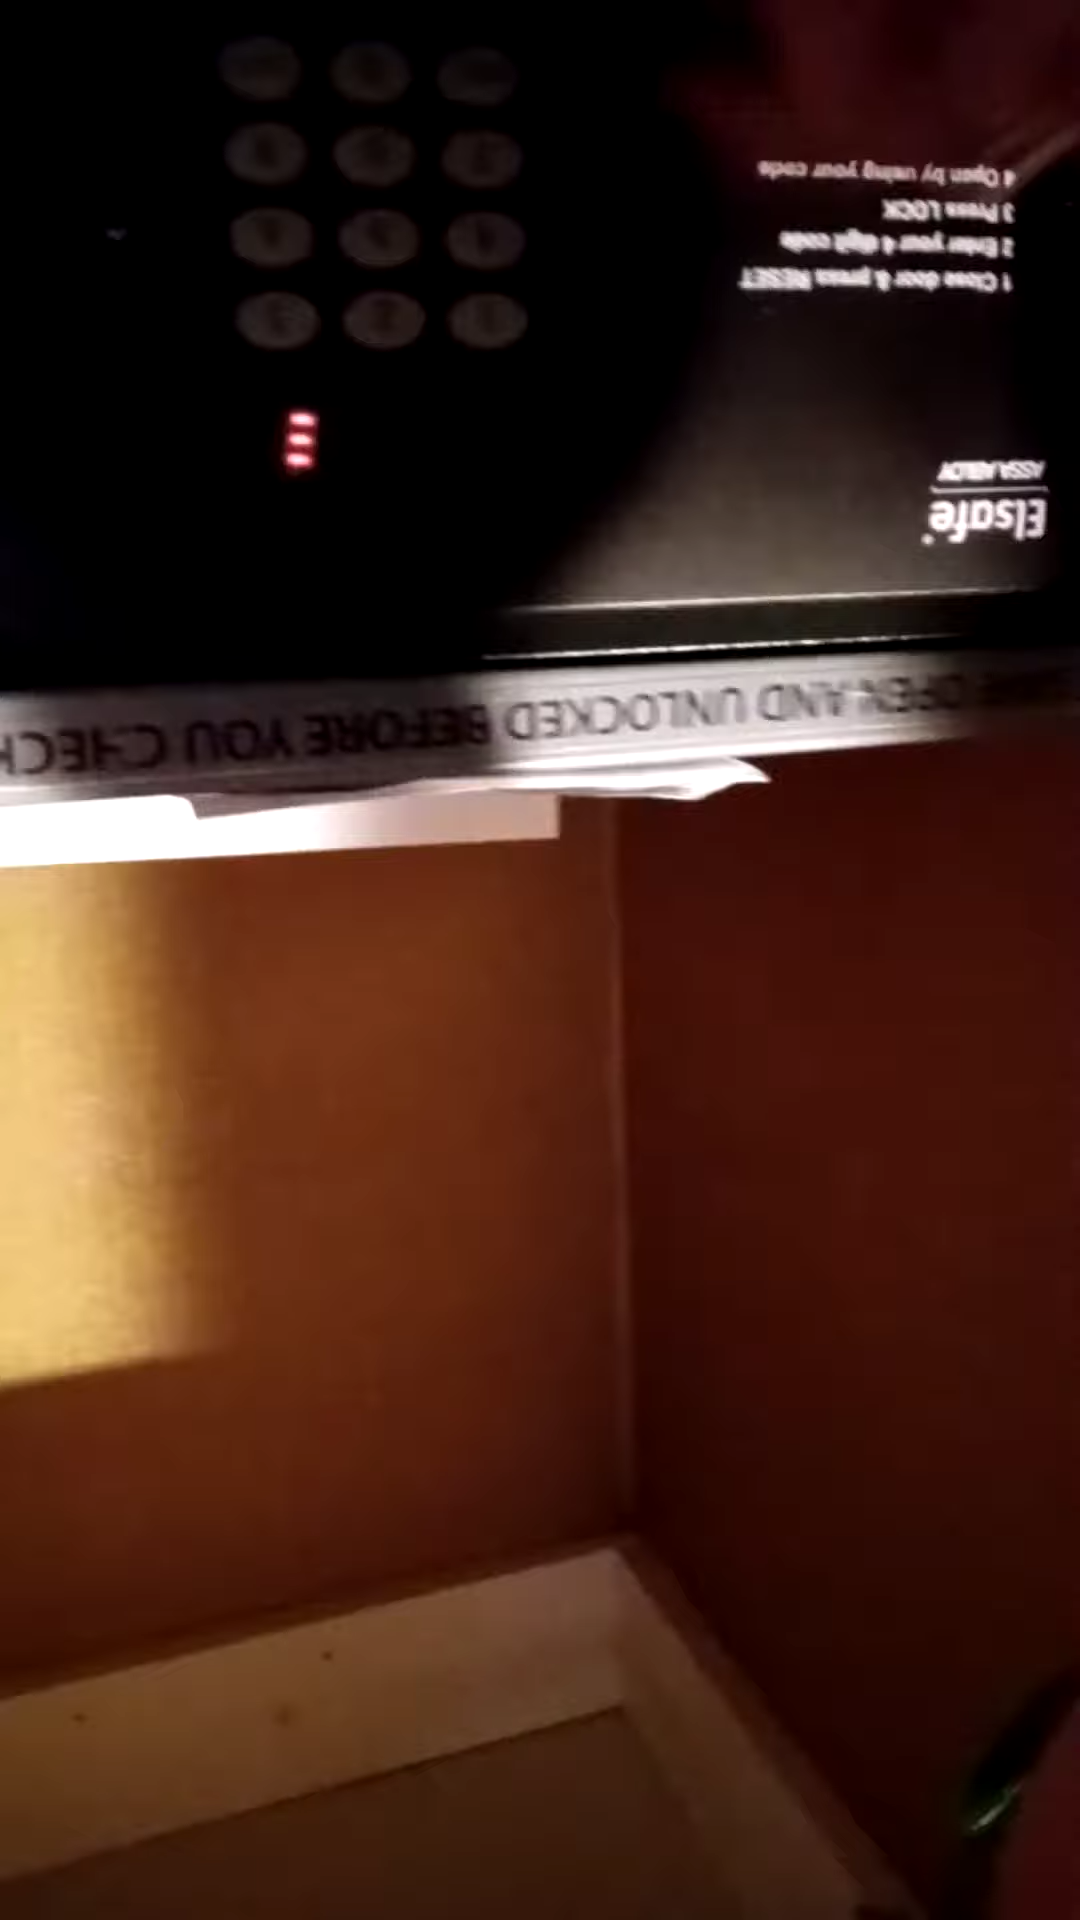 OPEN AND UNLOCKED BEFORE YOU CHECK
Elsafe
ASSA ABLOY
1 Close door & press RESET
2 Enter your 4 digit code
3 Press LOCK
4 Open by using your code